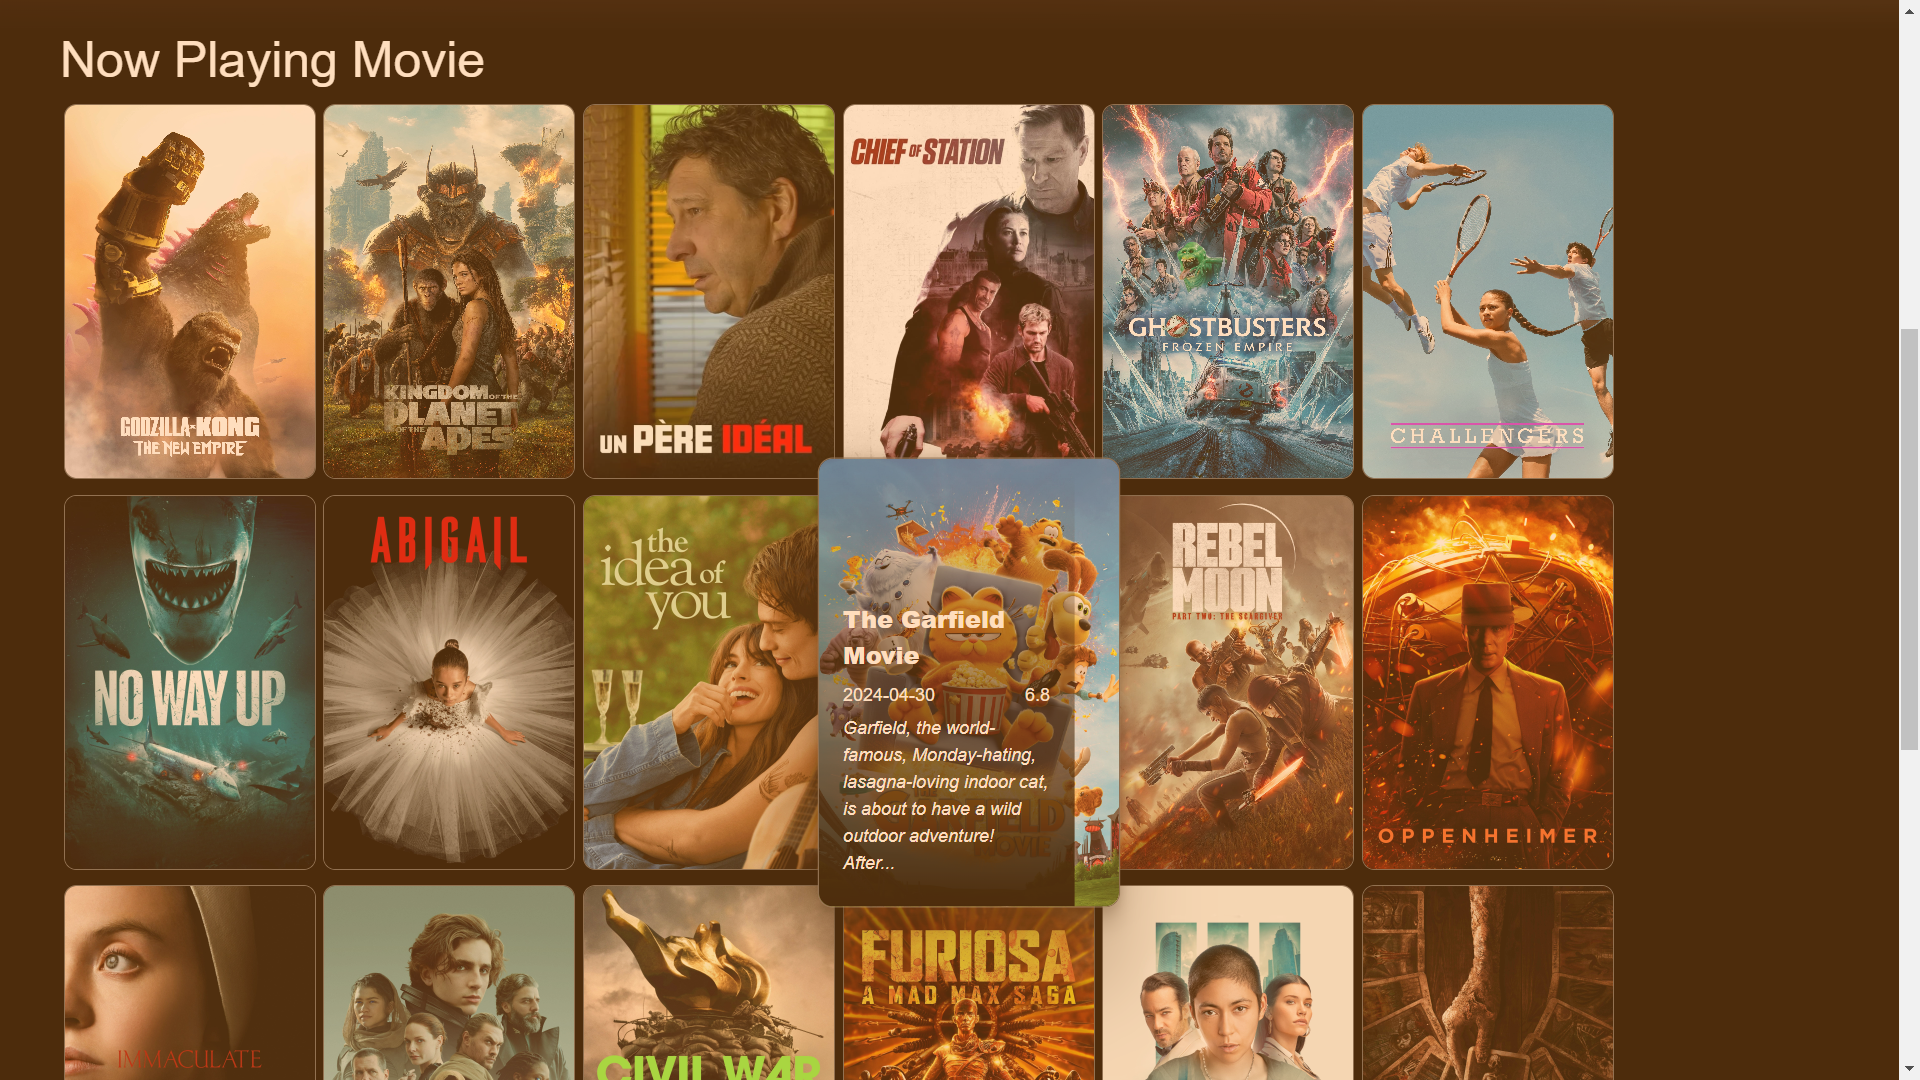 Now Playing Movie
GODZILLA × KONG
THE NEW EMPIRE
KINGDOM OF THE
PLANET
OF THE APES
UN PÈRE IDÉAL
CHIEF OF STATION
GHOSTBUSTERS
FROZEN EMPIRE
CHALLENGERS
NO WAY UP
ABIGAIL
the
idea of
you
The Garfield
Movie
2024-04-30 6.8
Garfield, the world-
famous, Monday-hating,
lasagna-loving indoor cat,
is about to have a wild
outdoor adventure!
After...
REBEL
MOON
PART TWO: THE SCARGIVER
OPPENHEIMER
IMMACULATE
CIVIL WAR
FURIOSA
A MAD MAX SAGA